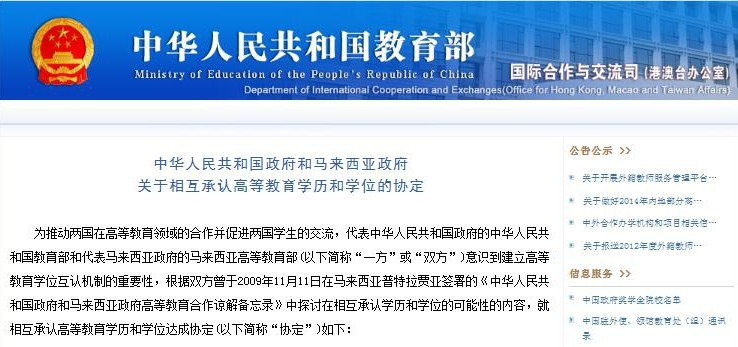 中华人民共和国教育部
Ministry of Education of the People's Republic of China
国际合作与交流司 (港澳台办公室)
Department of International Cooperation and Exchanges(Office for Hong Kong, Macao and Taiwan Affairs)
中华人民共和国政府和马来西亚政府
关于相互承认高等教育学历和学位的协定
为推动两国在高等教育领域的合作并促进两国学生的交流，代表中华人民共和国政府的中华人民共
和国教育部和代表马来西亚政府的马来西亚高等教育部(以下简称“一方”或“双方”)意识到建立高等
教育学位互认机制的重要性，根据双方曾于2009年11月11日在马来西亚普特拉贾亚签署的《中华人民共
和国政府和马来西亚政府高等教育合作谅解备忘录》中探讨在相互承认学历和学位的可能性的内容，就
相互承认高等教育学历和学位达成协定(以下简称“协定”)如下：
公告公示 >>
关于开展外籍教师服务管理平台…
关于做好2014年内地部分高…
中外合作办学机构和项目相关信…
关于报送2012年度外籍教师…
信息服务 >>
中国政府奖学金院校名单
中国驻外使、领馆教育处（组）通讯
录